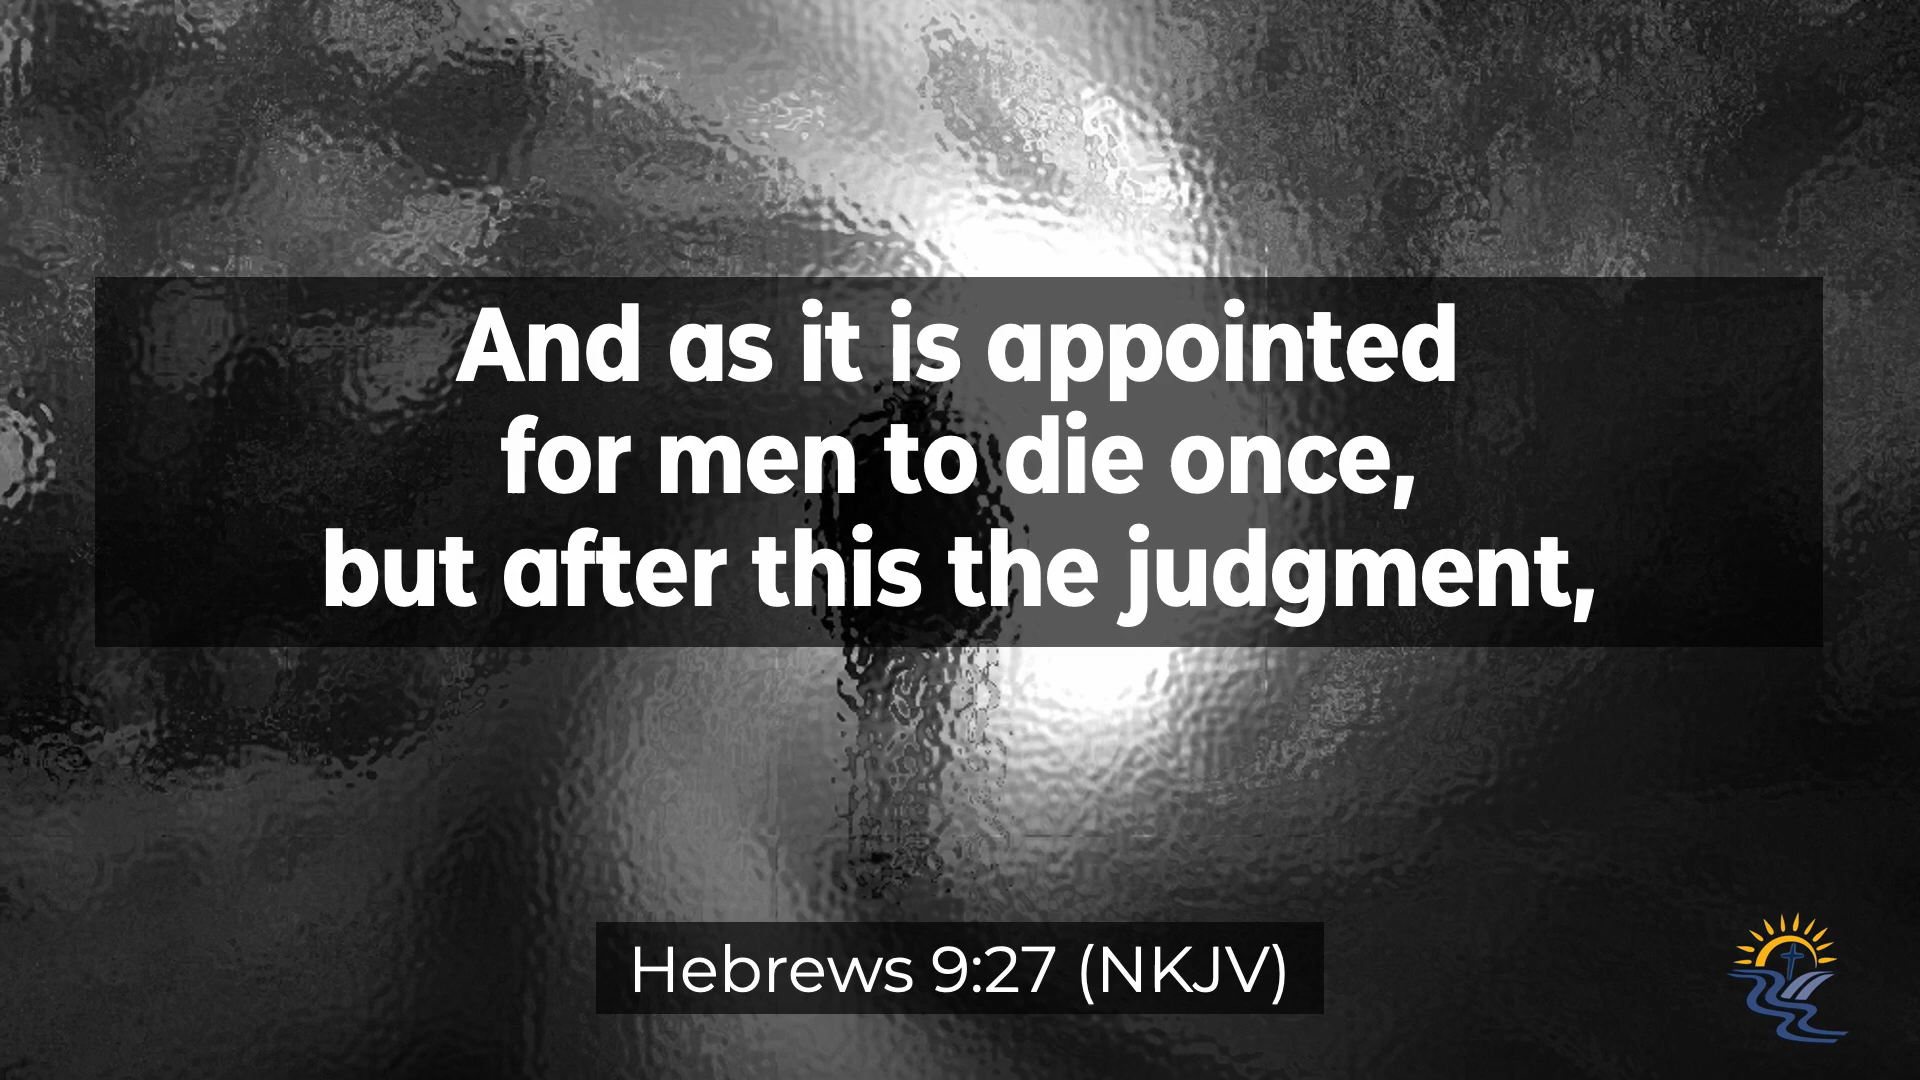 And as it is appointed
for men to die once,
but after this the judgment,
Hebrews 9:27 (NKJV)